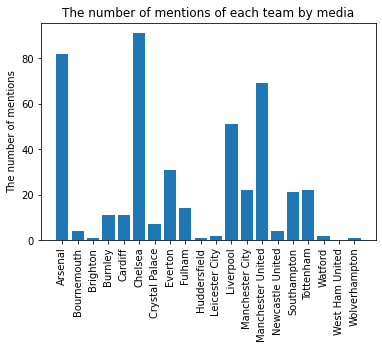 The number of mentions of each team by media
The number of mentions
80
60
40
20
0
Arsenal
Bournemouth
Brighton
Burnley
Cardiff
Chelsea
Crystal Palace
Everton
Fulham
Huddersfield
Leicester City
Liverpool
Manchester City
Manchester United
Newcastle United
Southampton
Tottenham
Watford
West Ham United
Wolverhampton